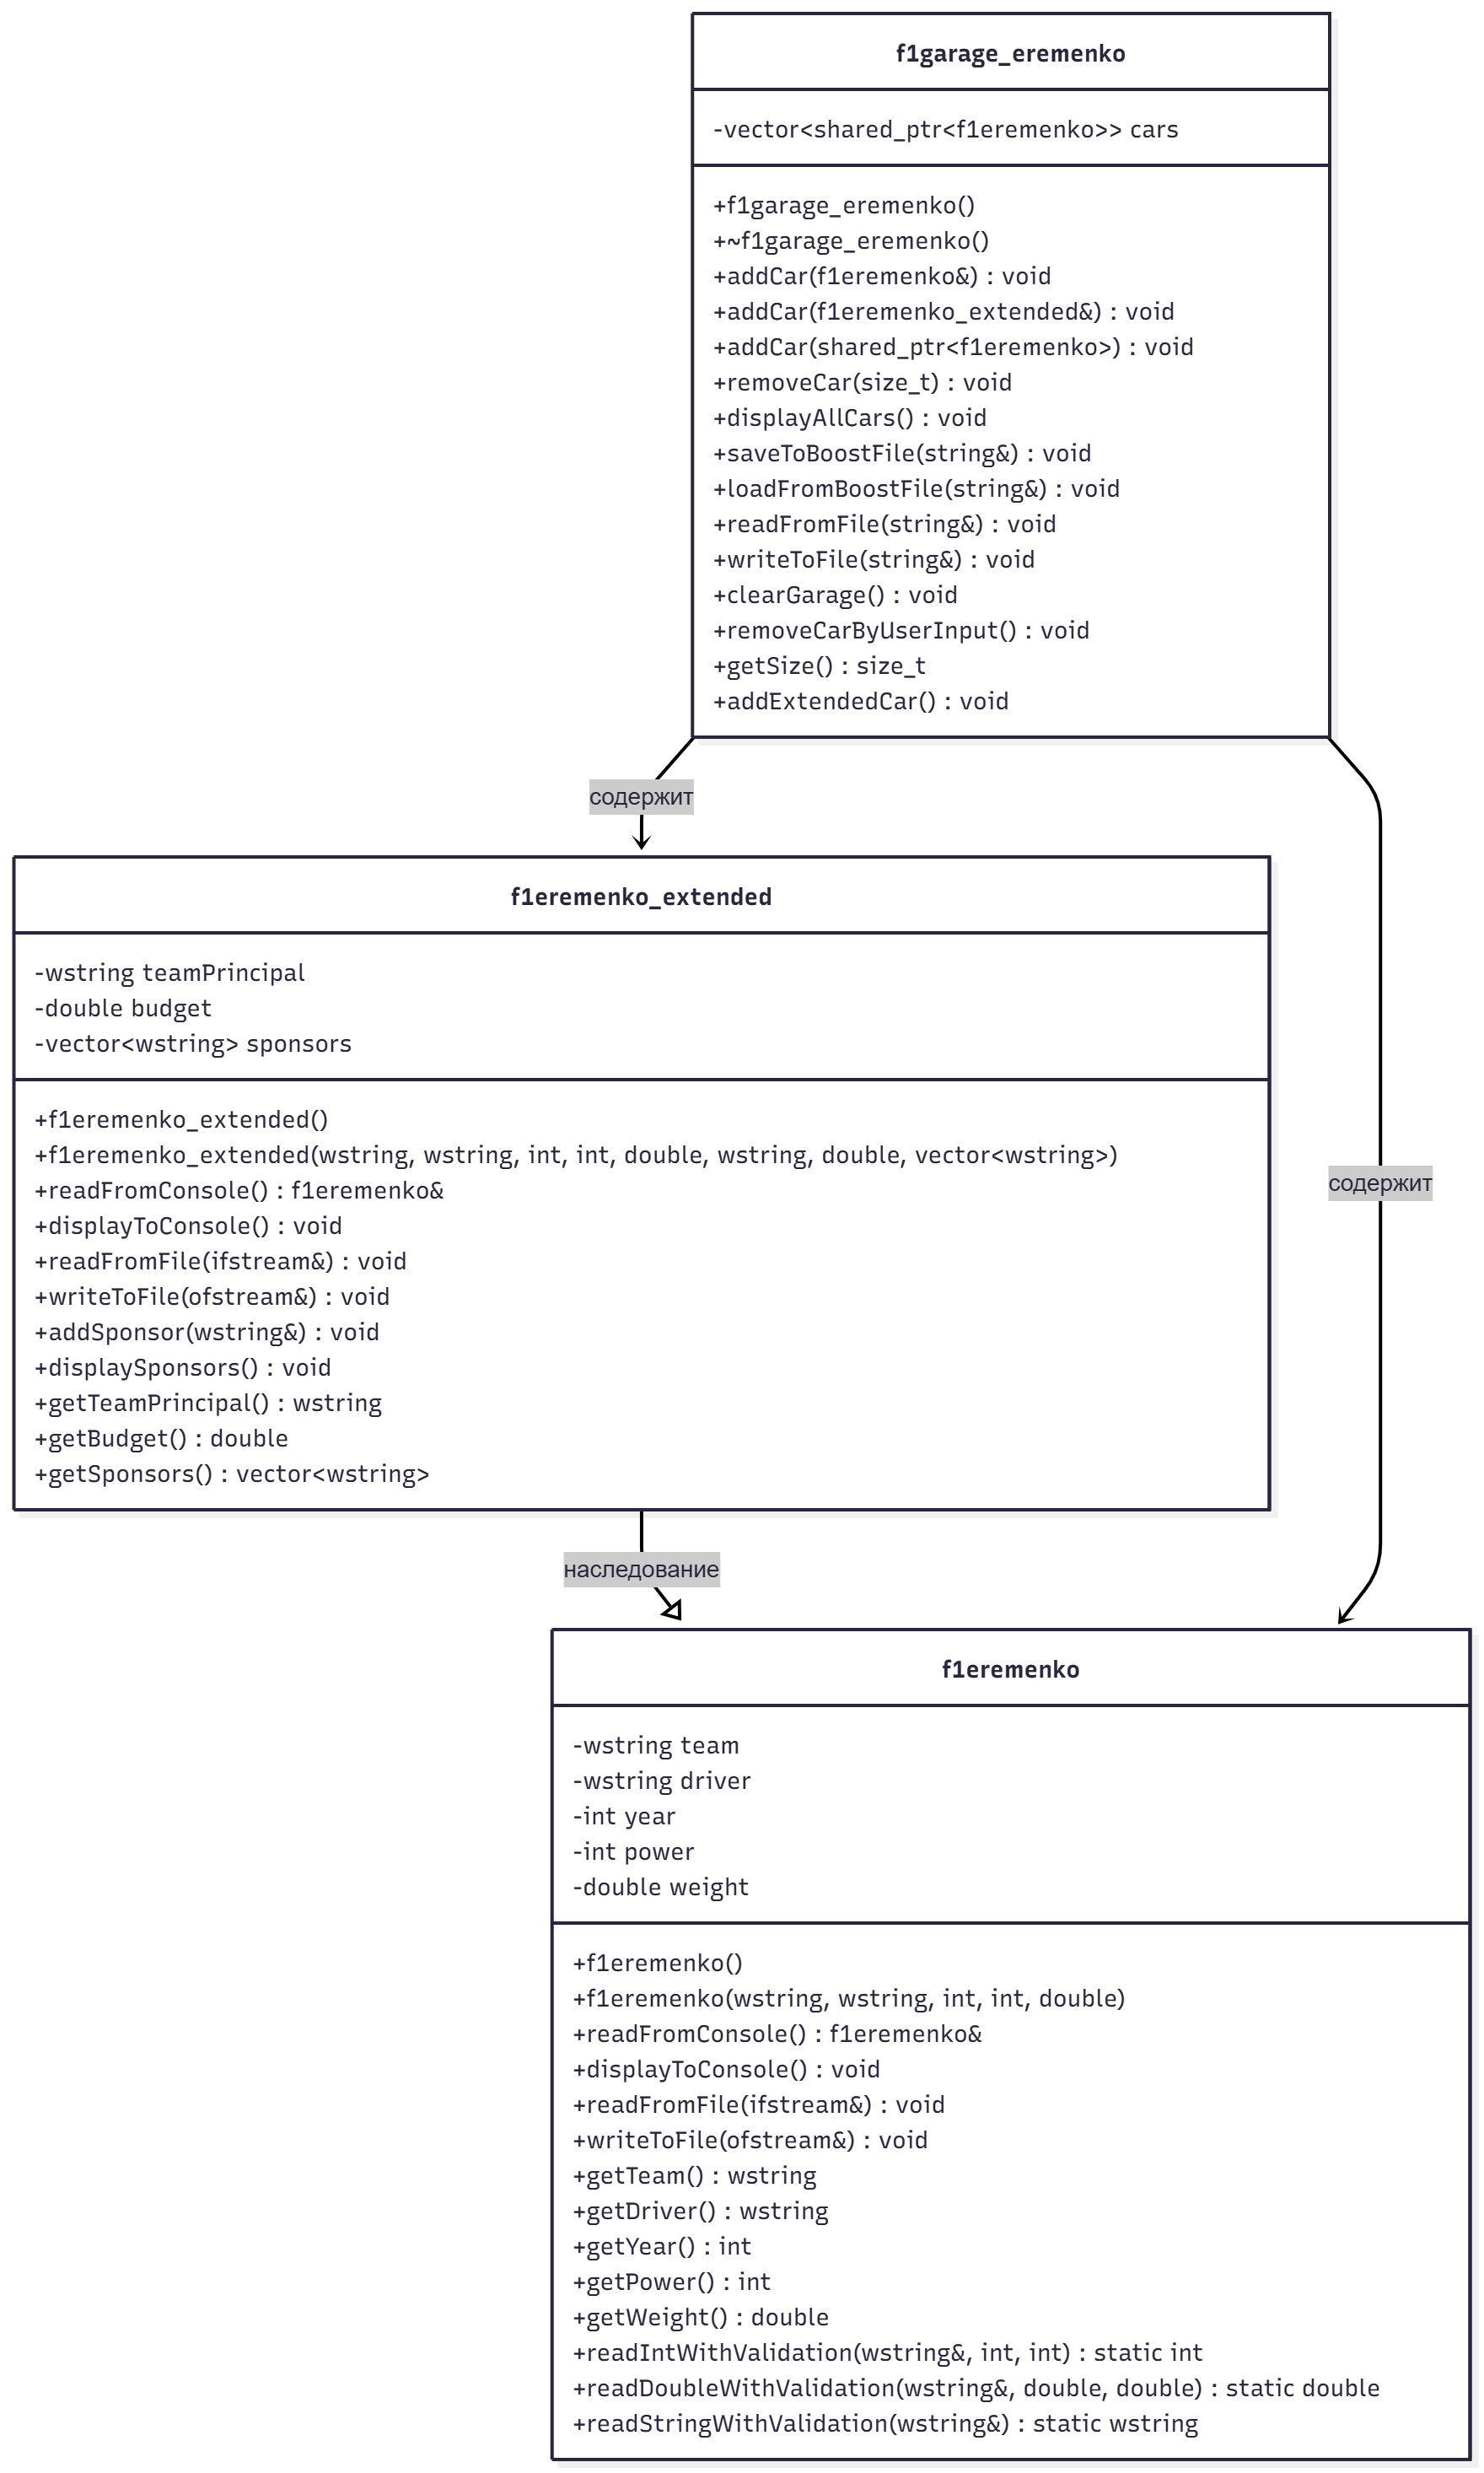 f1garage_eremenko
-vector<shared_ptr<f1eremenko>> cars
+f1garage_eremenko()
+~f1garage_eremenko()
+addCar(f1eremenko&) : void
+addCar(f1eremenko_extended&) : void
+addCar(shared_ptr<f1eremenko>) : void
+removeCar(size_t) : void
+displayAllCars() : void
+saveToBoostFile(string&) : void
+loadFromBoostFile(string&) : void
+readFromFile(string&) : void
+writeToFile(string&) : void
+clearGarage() : void
+removeCarByUserInput() : void
+getSize() : size_t
+addExtendedCar() : void
содержит
f1eremenko_extended
-wstring teamPrincipal
-double budget
-vector<wstring> sponsors
+f1eremenko_extended()
+f1eremenko_extended(wstring, wstring, int, int, double, wstring, double, vector<wstring>)
+readFromConsole() : f1eremenko&
+displayToConsole() : void
+readFromFile(ifstream&) : void
+writeToFile(ofstream&) : void
+addSponsor(wstring&) : void
+displaySponsors() : void
+getTeamPrincipal() : wstring
+getBudget() : double
+getSponsors() : vector<wstring>
содержит
наследование
f1eremenko
-wstring team
-wstring driver
-int year
-int power
-double weight
+f1eremenko()
+f1eremenko(wstring, wstring, int, int, double)
+readFromConsole() : f1eremenko&
+displayToConsole() : void
+readFromFile(ifstream&) : void
+writeToFile(ofstream&) : void
+getTeam() : wstring
+getDriver() : wstring
+getYear() : int
+getPower() : int
+getWeight() : double
+readIntWithValidation(wstring&, int, int) : static int
+readDoubleWithValidation(wstring&, double, double) : static double
+readStringWithValidation(wstring&) : static wstring